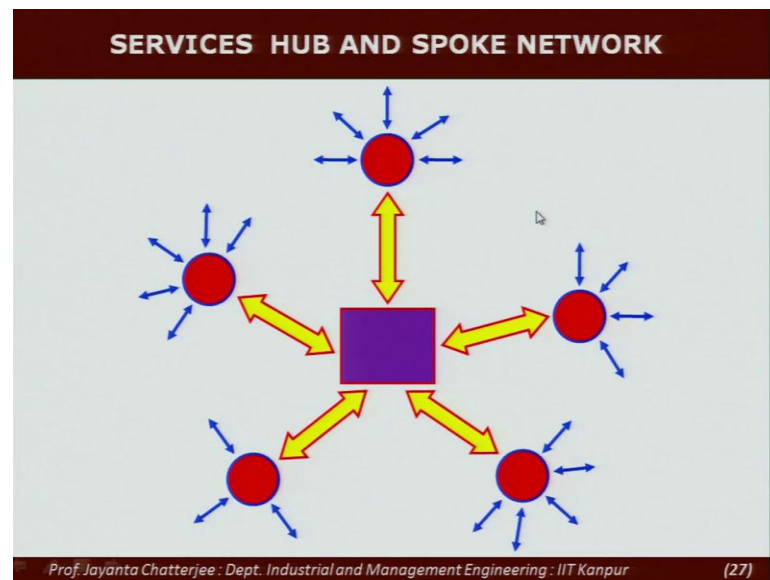 SERVICES HUB AND SPOKE NETWORK
Prof. Jayanta Chatterjee : Dept. Industrial and Management Engineering : IIT Kanpur (27)